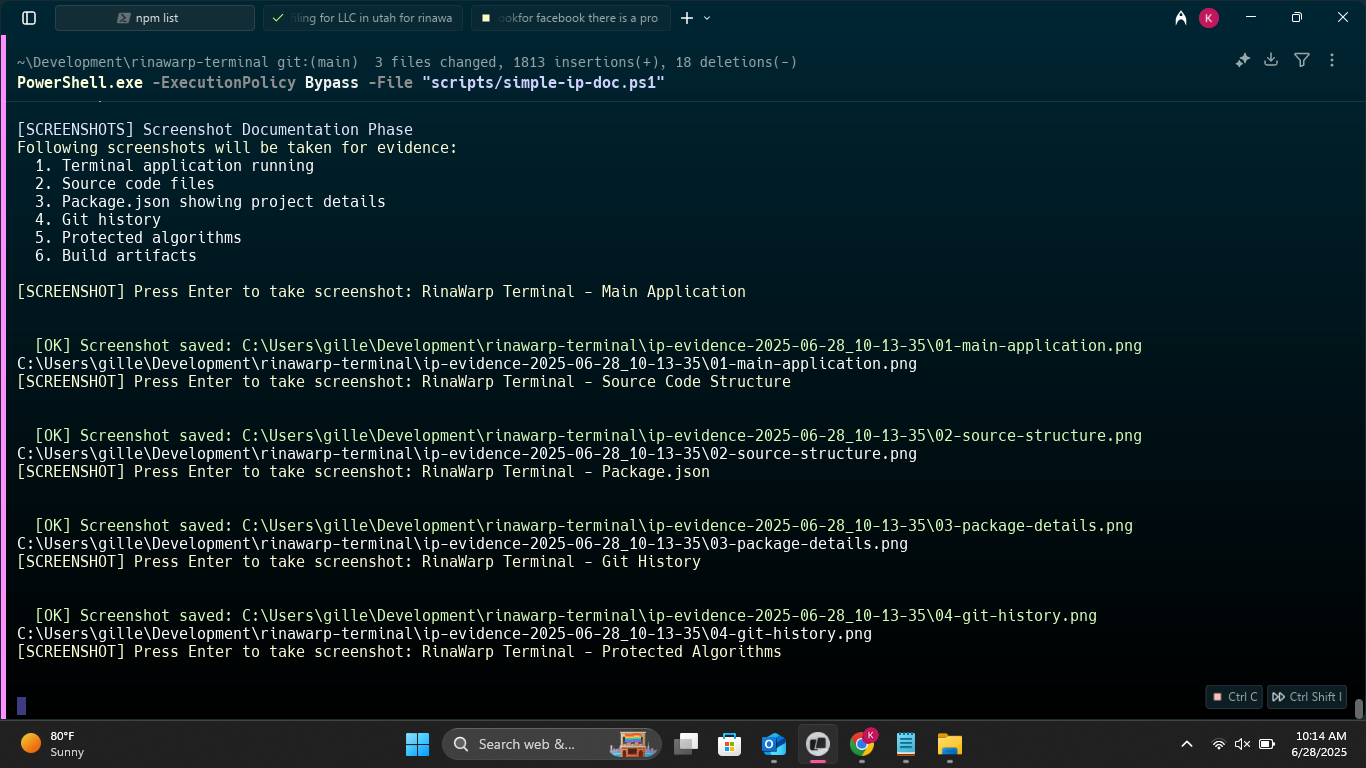 npm list
filing for LLC in utah for rinawa
ookfor facebook there is a pro
K
~\Development\rinawarp-terminal git:(main)  3 files changed, 1813 insertions(+), 18 deletions(-)
PowerShell.exe -ExecutionPolicy Bypass -File "scripts/simple-ip-doc.ps1"
[SCREENSHOTS] Screenshot Documentation Phase
Following screenshots will be taken for evidence:
1. Terminal application running
2. Source code files
3. Package.json showing project details
4. Git history
5. Protected algorithms
6. Build artifacts
[SCREENSHOT] Press Enter to take screenshot: RinaWarp Terminal - Main Application
[OK] Screenshot saved: C:\Users\gille\Development\rinawarp-terminal\ip-evidence-2025-06-28_10-13-35\01-main-application.png
C:\Users\gille\Development\rinawarp-terminal\ip-evidence-2025-06-28_10-13-35\01-main-application.png
[SCREENSHOT] Press Enter to take screenshot: RinaWarp Terminal - Source Code Structure
[OK] Screenshot saved: C:\Users\gille\Development\rinawarp-terminal\ip-evidence-2025-06-28_10-13-35\02-source-structure.png
C:\Users\gille\Development\rinawarp-terminal\ip-evidence-2025-06-28_10-13-35\02-source-structure.png
[SCREENSHOT] Press Enter to take screenshot: RinaWarp Terminal - Package.json
[OK] Screenshot saved: C:\Users\gille\Development\rinawarp-terminal\ip-evidence-2025-06-28_10-13-35\03-package-details.png
C:\Users\gille\Development\rinawarp-terminal\ip-evidence-2025-06-28_10-13-35\03-package-details.png
[SCREENSHOT] Press Enter to take screenshot: RinaWarp Terminal - Git History
[OK] Screenshot saved: C:\Users\gille\Development\rinawarp-terminal\ip-evidence-2025-06-28_10-13-35\04-git-history.png
C:\Users\gille\Development\rinawarp-terminal\ip-evidence-2025-06-28_10-13-35\04-git-history.png
[SCREENSHOT] Press Enter to take screenshot: RinaWarp Terminal - Protected Algorithms
Ctrl C
Ctrl Shift I
80°F
Sunny
Search web &...
K
10:14 AM
6/28/2025